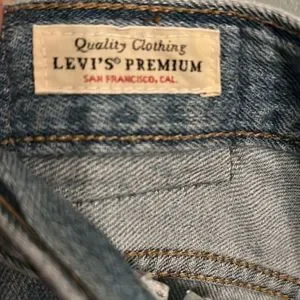 Quality Clothing
LEVI'S® PREMIUM
SAN FRANCISCO, CAL.